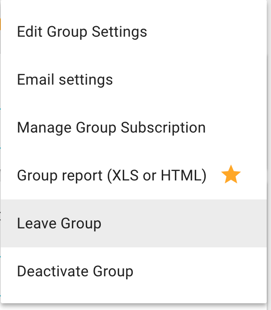 Edit Group Settings
Email settings
Manage Group Subscription
Group report (XLS or HTML)
Leave Group
Deactivate Group